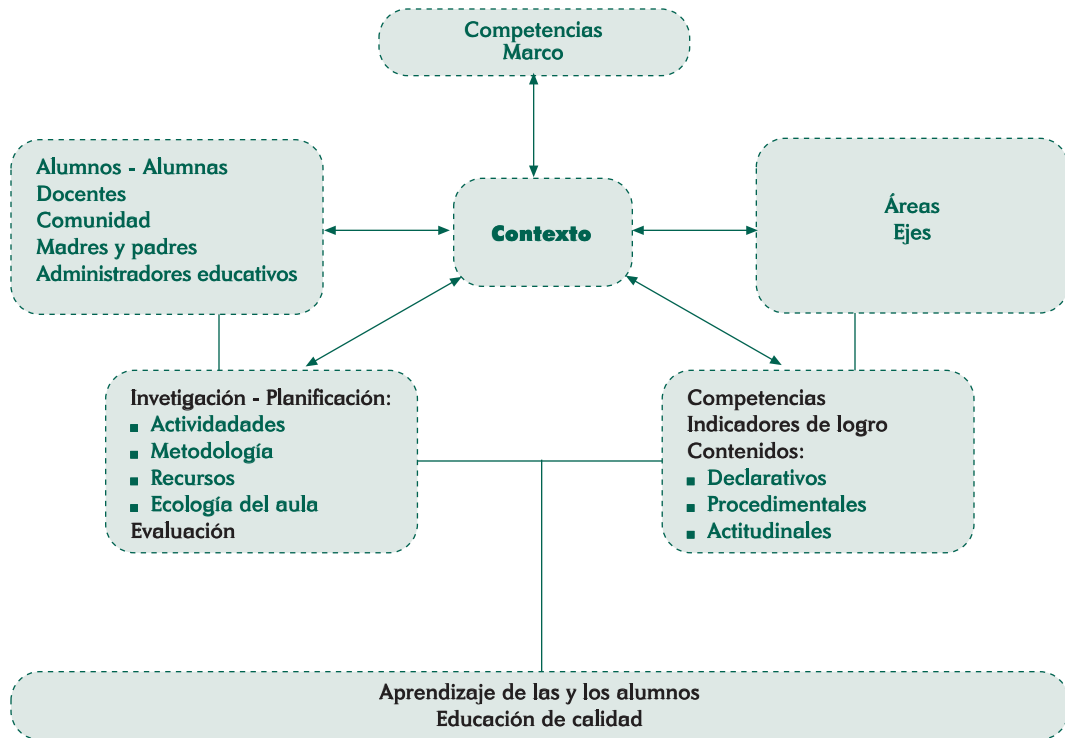 Competencias
Marco
Alumnos - Alumnas
Docentes
Comunidad
Madres y padres
Administradores educativos
Contexto
Áreas
Ejes
Invetigación - Planificación:
Actividadades
Metodología
Recursos
Ecología del aula
Evaluación
Competencias
Indicadores de logro
Contenidos:
Declarativos
Procedimentales
Actitudinales
Aprendizaje de las y los alumnos
Educación de calidad